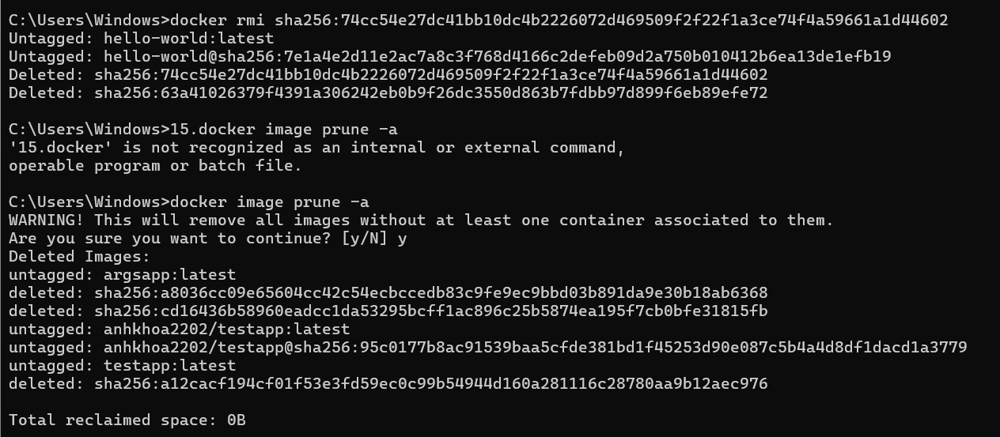 C:\Users\Windows>docker rmi sha256:74cc54e27dc41bb10dc4b2226072d469509f2f22f1a3ce74f4a59661a1d44602
Untagged: hello-world:latest
Untagged: hello-world@sha256:7e1a4e2d11e2ac7a8c3f768d4166c2defeb09d2a750b010412b6ea13de1efb19
Deleted: sha256:74cc54e27dc41bb10dc4b2226072d469509f2f22f1a3ce74f4a59661a1d44602
Deleted: sha256:63a41026379f4391a306242eb0b9f26dc3550d863b7fdbb97d899f6eb89efe72
C:\Users\Windows>15.docker image prune -a
'15.docker' is not recognized as an internal or external command,
operable program or batch file.
C:\Users\Windows>docker image prune -a
WARNING! This will remove all images without at least one container associated to them.
Are you sure you want to continue? [y/N] y
Deleted Images:
untagged: argsapp:latest
deleted: sha256:a8036cc09e65604cc42c54ecbccedb83c9fe9ec9bbd03b891da9e30b18ab6368
deleted: sha256:cd16436b58960eadcc1da53295bcff1ac896c25b5874ea195f7cb0bfe31815fb
untagged: anhkhoa2202/testapp:latest
untagged: anhkhoa2202/testapp@sha256:95c0177b8ac91539baa5cfde381bd1f45253d90e087c5b4a4d8df1dacd1a3779
untagged: testapp:latest
deleted: sha256:a12cacf194cf01f53e3fd59ec0c99b54944d160a281116c28780aa9b12aec976
Total reclaimed space: 0B